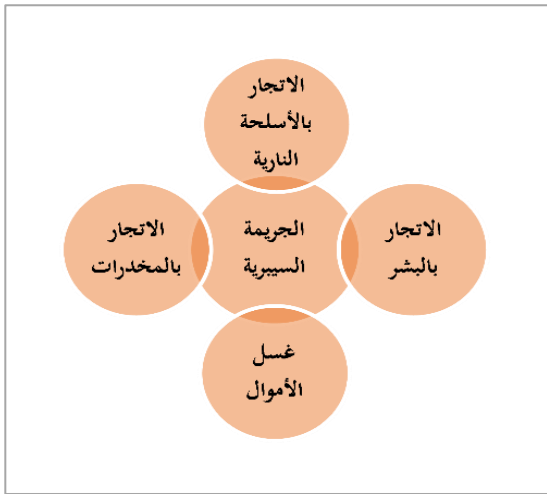 الاتجار
بالأسلحة
النارية
الاتجار
بالبشر
الجريمة
السيبرية
الاتجار
بالمخدرات
غسل
الأموال